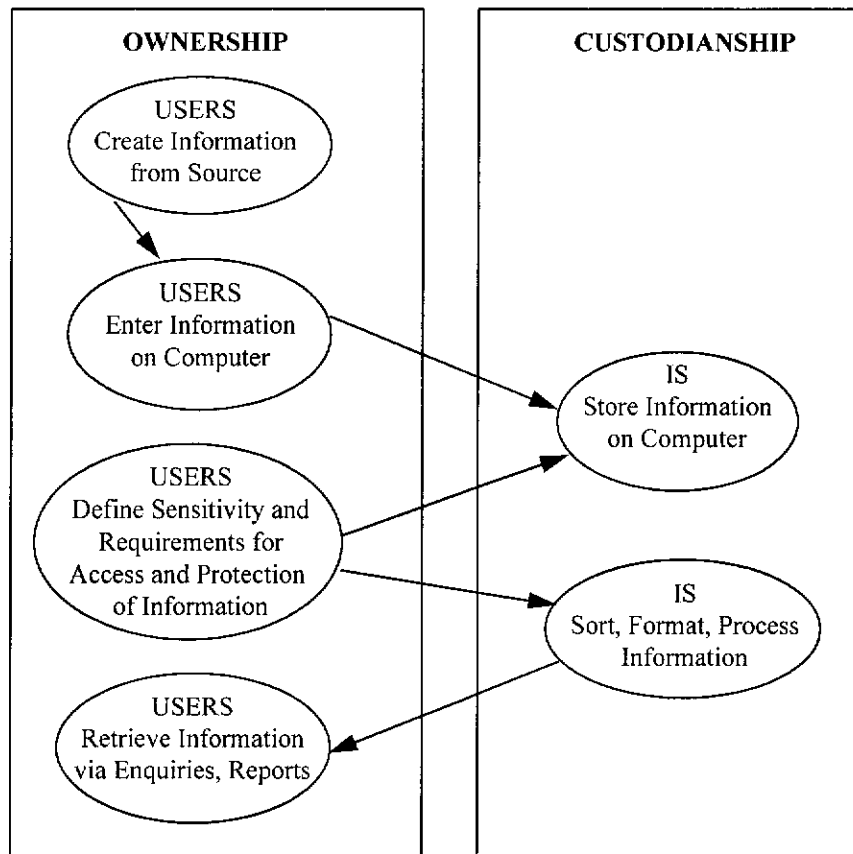 OWNERSHIP
USERS
Create Information
from Source
USERS
Enter Information
on Computer
USERS
Define Sensitivity and
Requirements for
Access and Protection
of Information
USERS
Retrieve Information
via Enquiries, Reports
CUSTODIANSHIP
IS
Store Information
on Computer
IS
Sort, Format, Process
Information